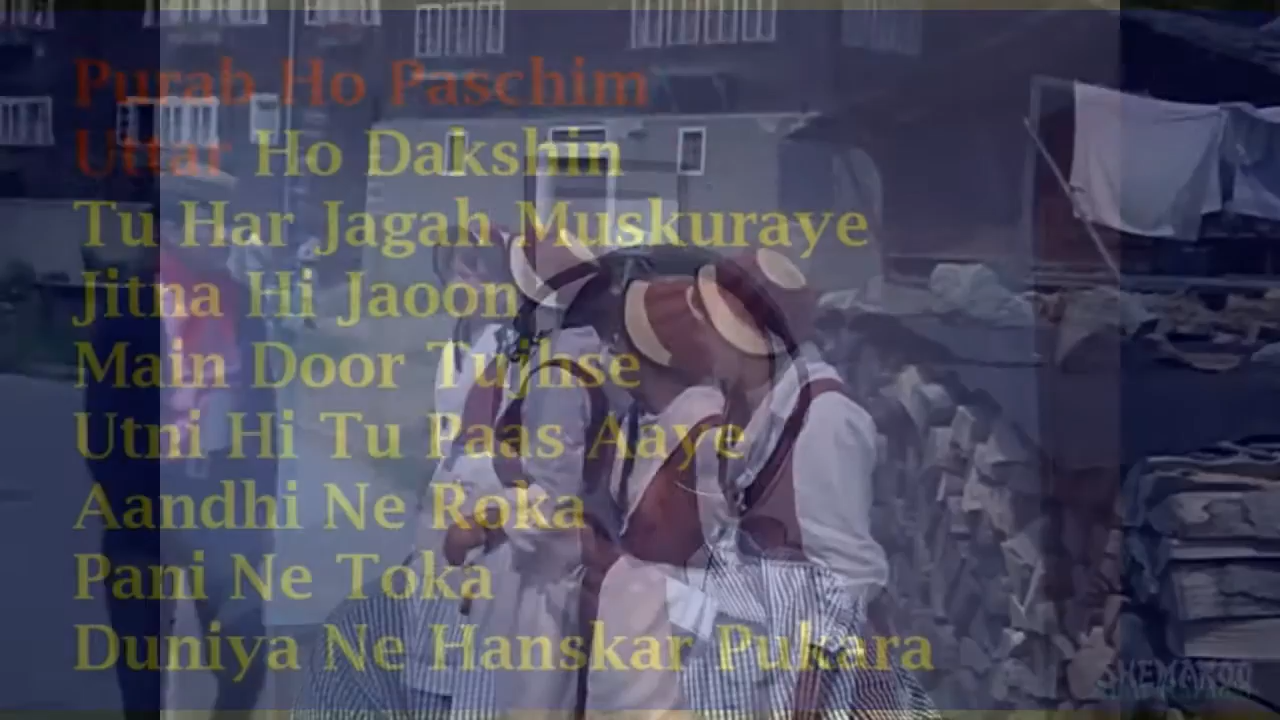 Purab Ho Paschim
Uttar Ho Dakshin
Tu Har Jagah Muskuraye
Jitna Hi Jaoon
Main Door Tujhse
Utni Hi Tu Paas Aaye
Aandhi Ne Roka
Pani Ne Toka
Duniya Ne Hanskar Pukara
SHEMAROO